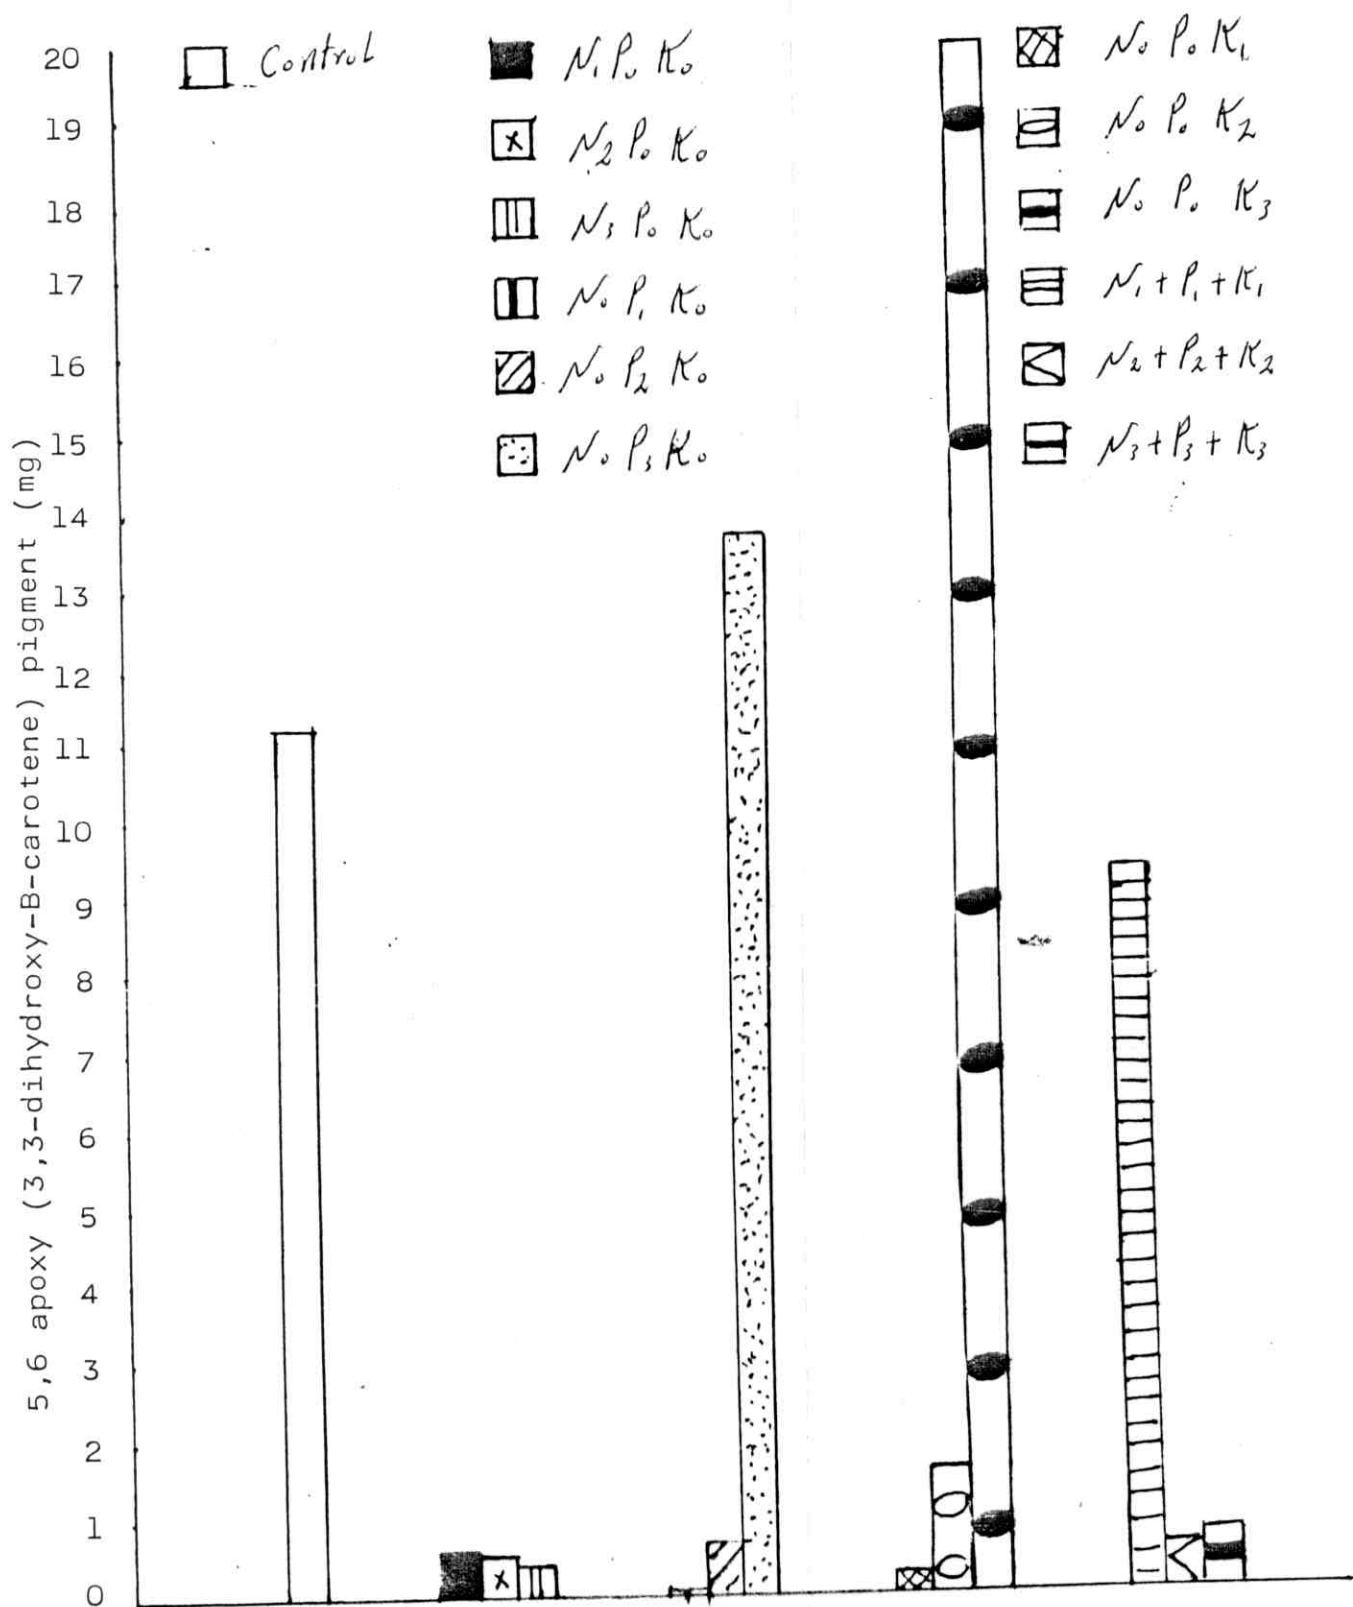 Control
N₁ P₀ K₀
N₂ P₀ K₀
N₃ P₀ K₀
N₀ P₁ K₀
N₀ P₂ K₀
N₀ P₃ K₀
N₀ P₀ K₁
N₀ P₀ K₂
N₀ P₀ K₃
N₁ + P₁ + K₁
N₂ + P₂ + K₂
N₃ + P₃ + K₃
5,6 apoxy (3,3-dihydroxy-B-carotene) pigment (mg)
20
19
18
17
16
15
14
13
12
11
10
9
8
7
6
5
4
3
2
1
0